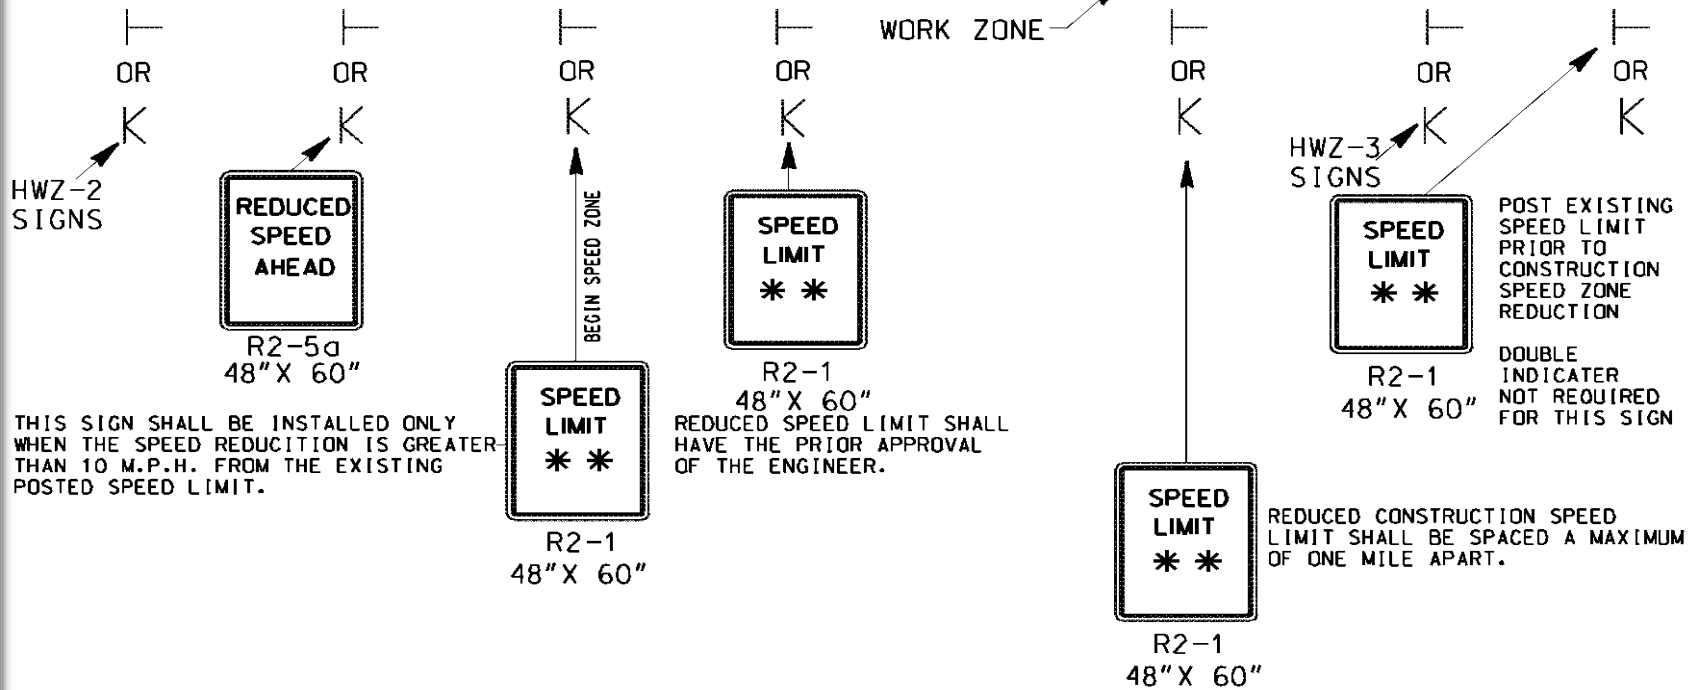 WORK ZONE
OR
OR
OR
OR
OR
OR
OR
HWZ-2
SIGNS
REDUCED
SPEED
AHEAD
R2-5a
48"X 60"
THIS SIGN SHALL BE INSTALLED ONLY
WHEN THE SPEED REDUCITION IS GREATER
THAN 10 M.P.H. FROM THE EXISTING
POSTED SPEED LIMIT.
BEGIN SPEED ZONE
SPEED
LIMIT
* *
R2-1
48"X 60"
SPEED
LIMIT
* *
R2-1
48"X 60"
REDUCED SPEED LIMIT SHALL
HAVE THE PRIOR APPROVAL
OF THE ENGINEER.
SPEED
LIMIT
* *
R2-1
48"X 60"
REDUCED CONSTRUCTION SPEED
LIMIT SHALL BE SPACED A MAXIMUM
OF ONE MILE APART.
HWZ-3
SIGNS
SPEED
LIMIT
* *
R2-1
48"X 60"
POST EXISTING
SPEED LIMIT
PRIOR TO
CONSTRUCTION
SPEED ZONE
REDUCTION
DOUBLE
INDICATER
NOT REQUIRED
FOR THIS SIGN